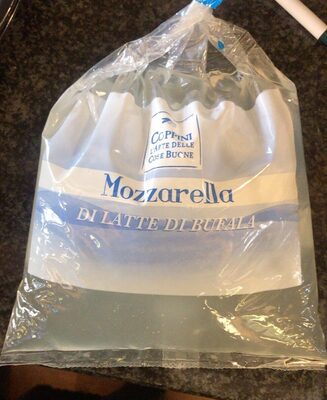 COPPINI
L'ARTE DELLE
COSE BUONE
Mozzarella
DI LATTE DI BUFALA